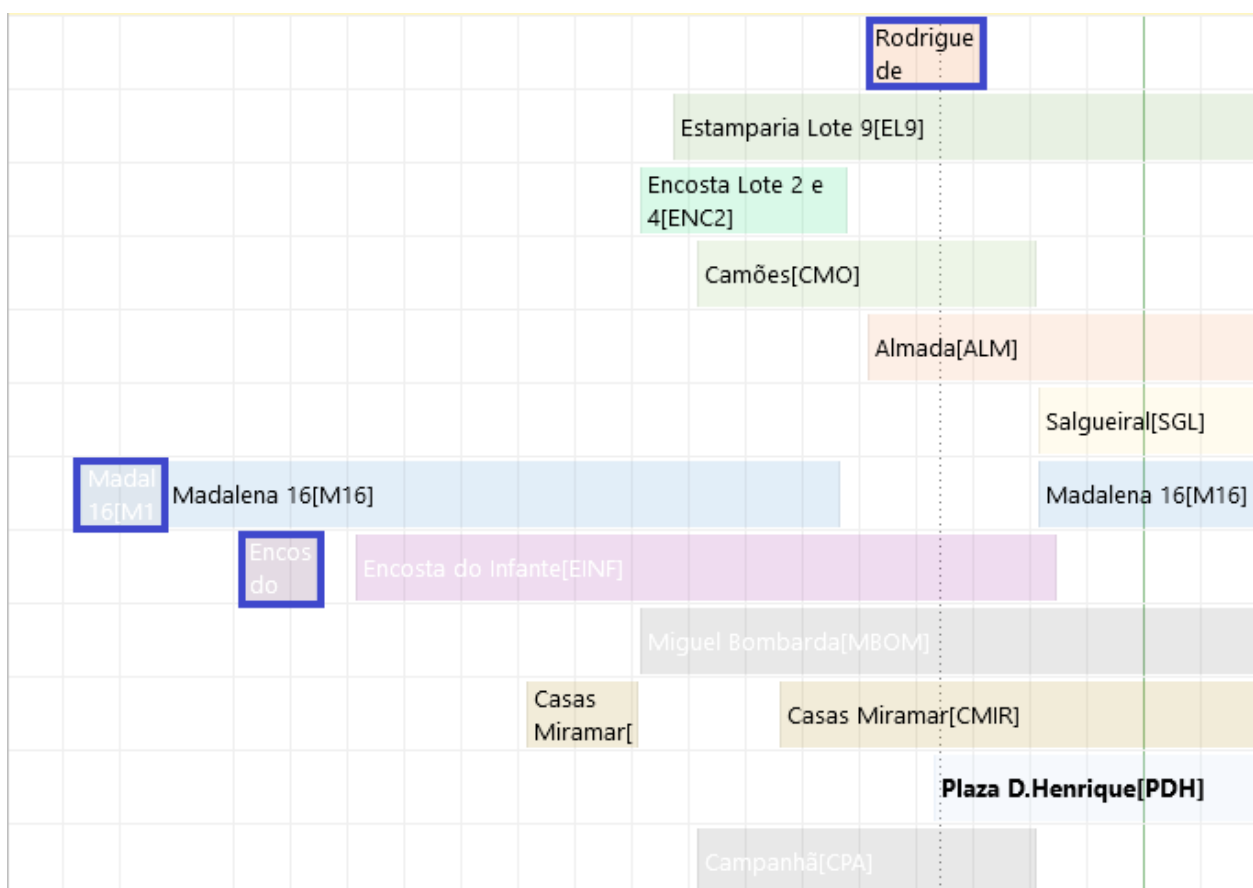 Rodrigue
de
Estamparia Lote 9[EL9]
Encosta Lote 2 e
4[ENC2]
Camões[CMO]
Almada[ALM]
Salgueiral[SGL]
Madal
16[M1
Madalena 16[M16]
Madalena 16[M16]
Encos
do
Encosta do Infante[EINF]
Miguel Bombarda[MBOM]
Casas
Miramar[
Casas Miramar[CMIR]
Plaza D.Henrique[PDH]
Campanhã[CPA]